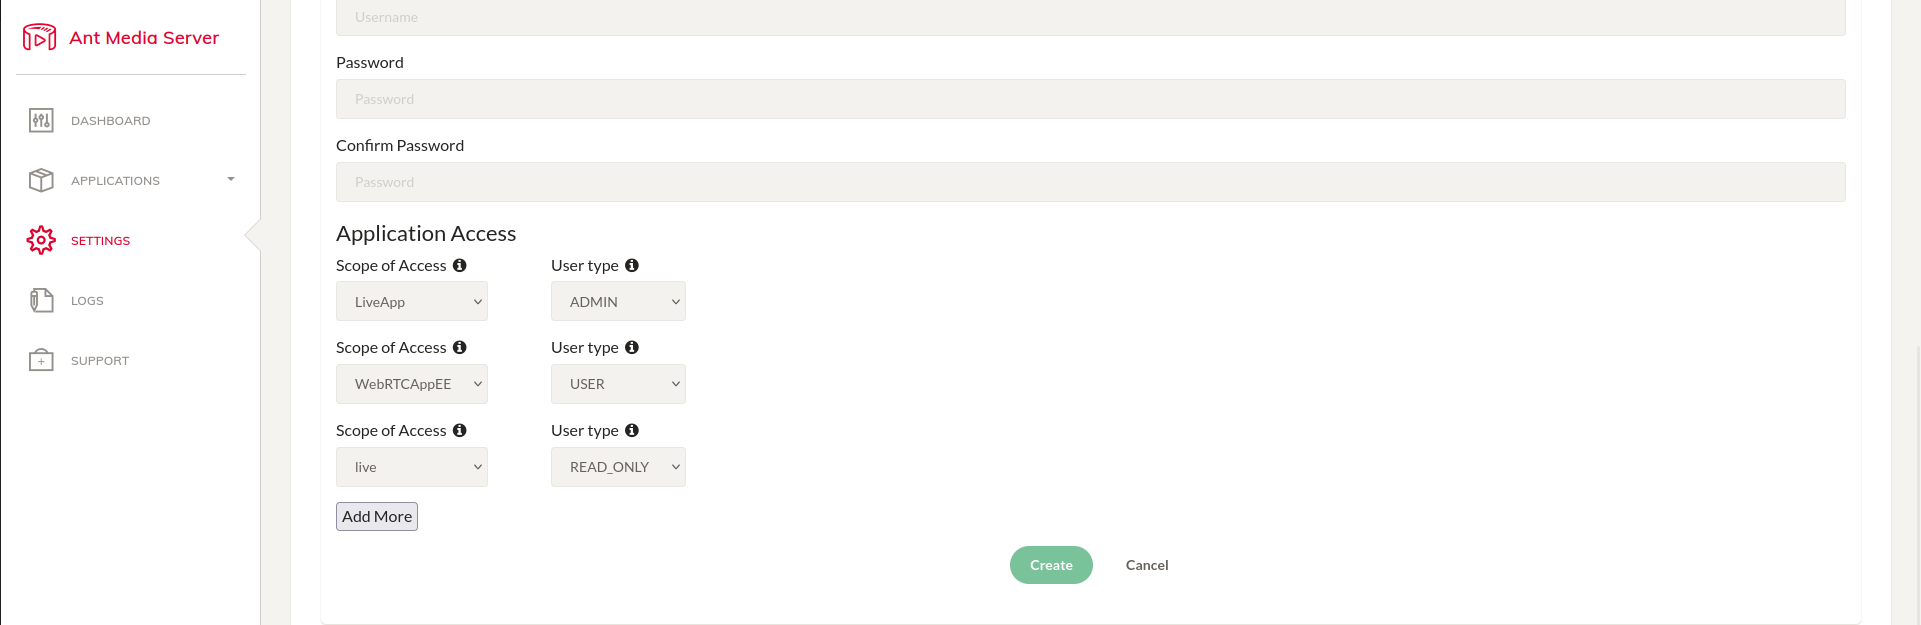 Ant Media Server
DASHBOARD
APPLICATIONS
SETTINGS
LOGS
SUPPORT
Username
Password
Password
Confirm Password
Password
Application Access
Scope of Access User type
LiveApp ADMIN
Scope of Access User type
WebRTCAppEE USER
Scope of Access User type
live READ_ONLY
Add More
Create Cancel